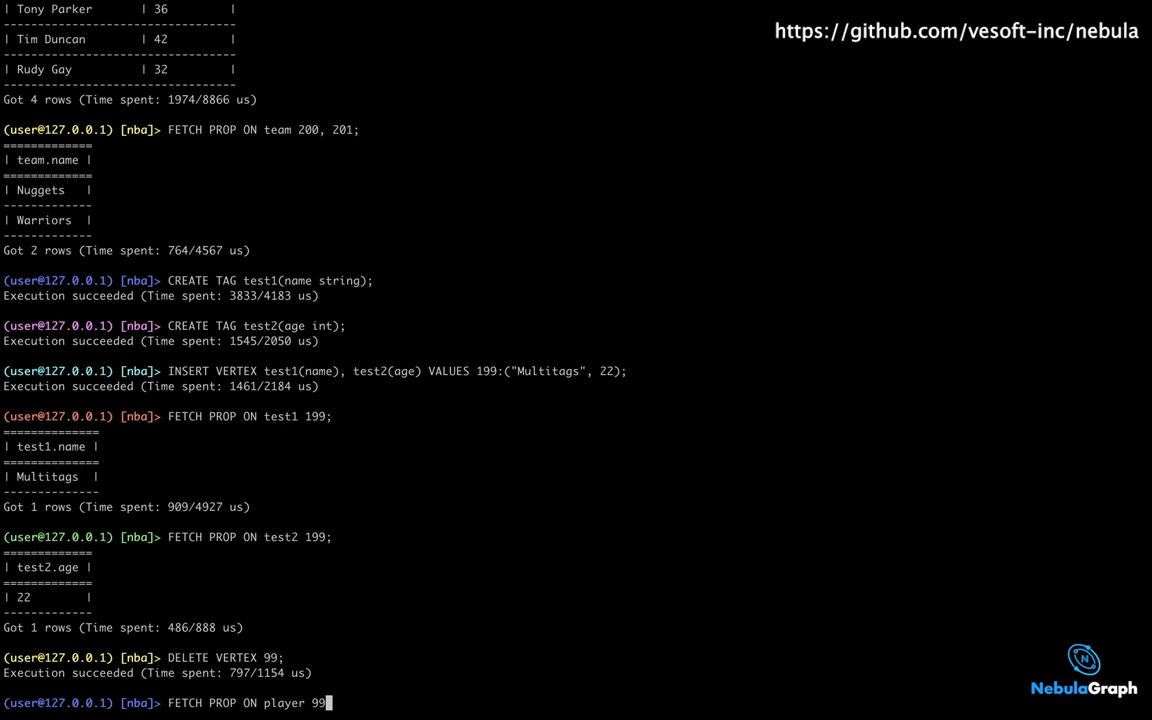 | Tony Parker       | 36         |
----------------------------------
| Tim Duncan        | 42         |
----------------------------------
| Rudy Gay          | 32         |
----------------------------------
Got 4 rows (Time spent: 1974/8866 us)
https://github.com/vesoft-inc/nebula
(user@127.0.0.1) [nba]> FETCH PROP ON team 200, 201;
=============
| team.name |
=============
| Nuggets   |
-------------
| Warriors  |
-------------
Got 2 rows (Time spent: 764/4567 us)
(user@127.0.0.1) [nba]> CREATE TAG test1(name string);
Execution succeeded (Time spent: 3833/4183 us)
(user@127.0.0.1) [nba]> CREATE TAG test2(age int);
Execution succeeded (Time spent: 1545/2050 us)
(user@127.0.0.1) [nba]> INSERT VERTEX test1(name), test2(age) VALUES 199:("Multitags", 22);
Execution succeeded (Time spent: 1461/2184 us)
(user@127.0.0.1) [nba]> FETCH PROP ON test1 199;
==============
| test1.name |
==============
| Multitags  |
--------------
Got 1 rows (Time spent: 909/4927 us)
(user@127.0.0.1) [nba]> FETCH PROP ON test2 199;
=============
| test2.age |
=============
| 22        |
-------------
Got 1 rows (Time spent: 486/888 us)
(user@127.0.0.1) [nba]> DELETE VERTEX 99;
Execution succeeded (Time spent: 797/1154 us)
(user@127.0.0.1) [nba]> FETCH PROP ON player 99
N
NebulaGraph